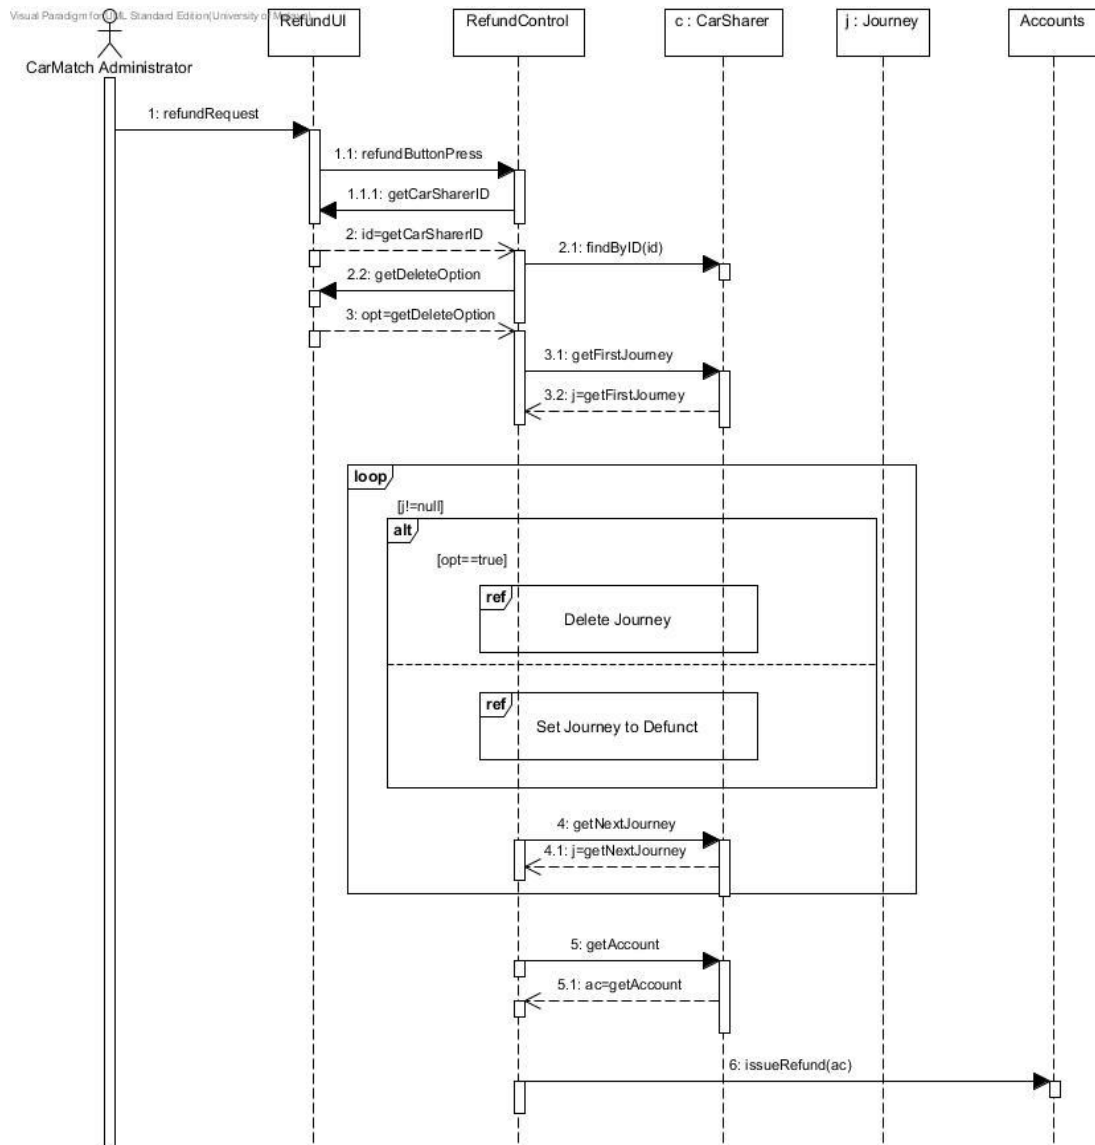 Visual Paradigm for UML Standard Edition(University of Malaya)
RefundUI
RefundControl
c : CarSharer
j : Journey
Accounts
CarMatch Administrator
1: refundRequest
1.1: refundButtonPress
1.1.1: getCarSharerID
2: id=getCarSharerID
2.1: findByID(id)
2.2: getDeleteOption
3: opt=getDeleteOption
3.1: getFirstJourney
3.2: j=getFirstJourney
loop
[j!=null]
alt
[opt==true]
ref
Delete Journey
ref
Set Journey to Defunct
4: getNextJourney
4.1: j=getNextJourney
5: getAccount
5.1: ac=getAccount
6: issueRefund(ac)